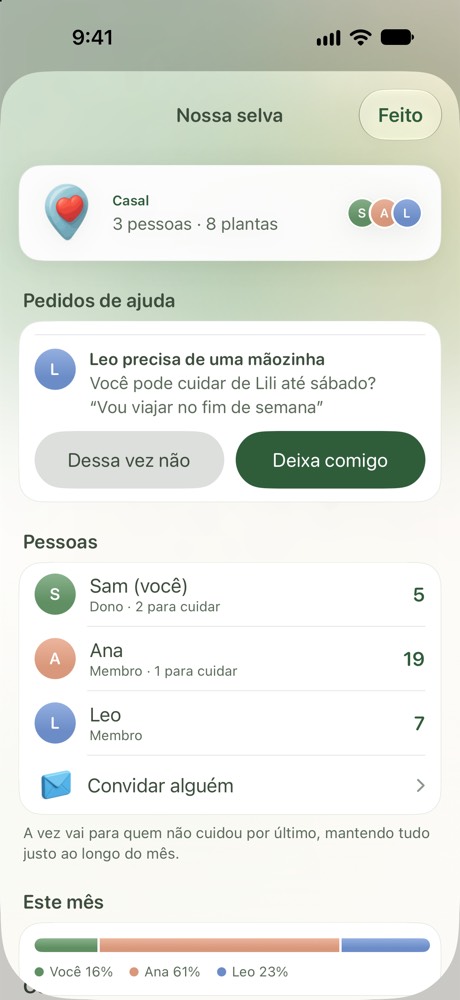 9:41
Nossa selva
Feito
Casal
3 pessoas · 8 plantas
S A L
Pedidos de ajuda
L
Leo precisa de uma mãozinha
Você pode cuidar de Lili até sábado?
“Vou viajar no fim de semana”
Dessa vez não
Deixa comigo
Pessoas
S
Sam (você)
5
Dono · 2 para cuidar
A
Ana
19
Membro · 1 para cuidar
L
Leo
7
Membro
Convidar alguém
A vez vai para quem não cuidou por último, mantendo tudo
justo ao longo do mês.
Este mês
Você 16% Ana 61% Leo 23%